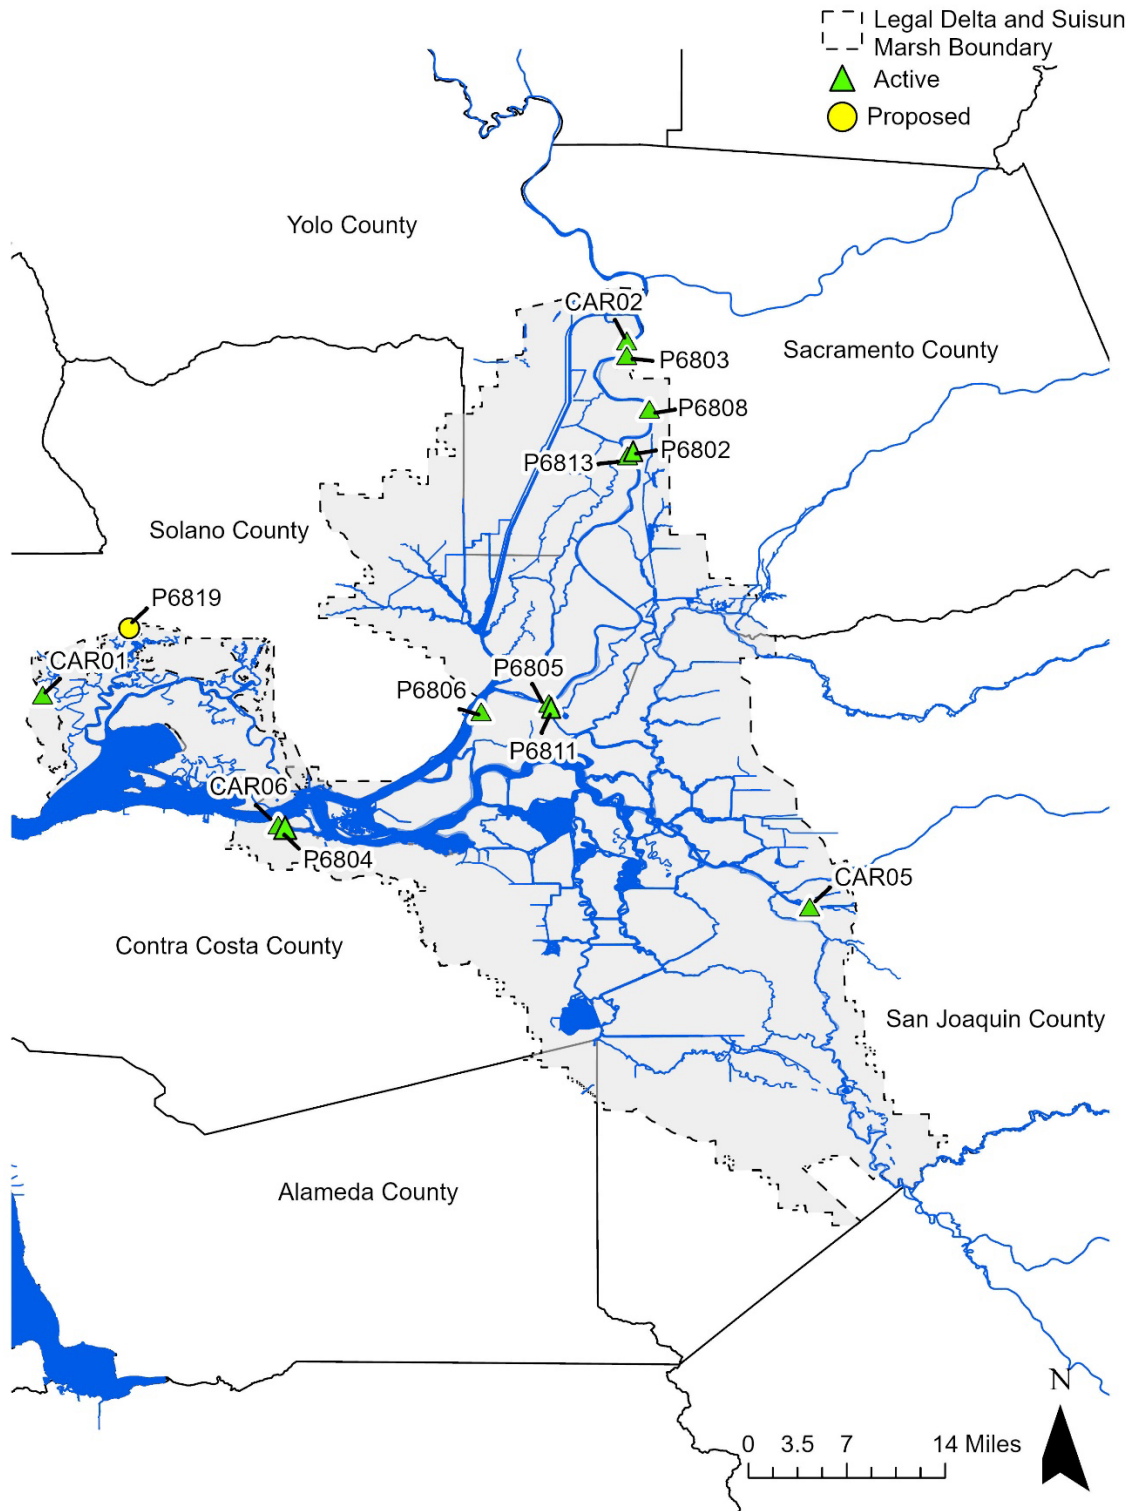 Legal Delta and Suisun
Marsh Boundary
Active
Proposed
Yolo County
CAR02
Sacramento County
P6803
P6808
P6802
P6813
Solano County
P6819
CAR01
P6805
P6806
P6811
CAR06
P6804
CAR05
Contra Costa County
San Joaquin County
Alameda County
N
0 3.5 7 14 Miles